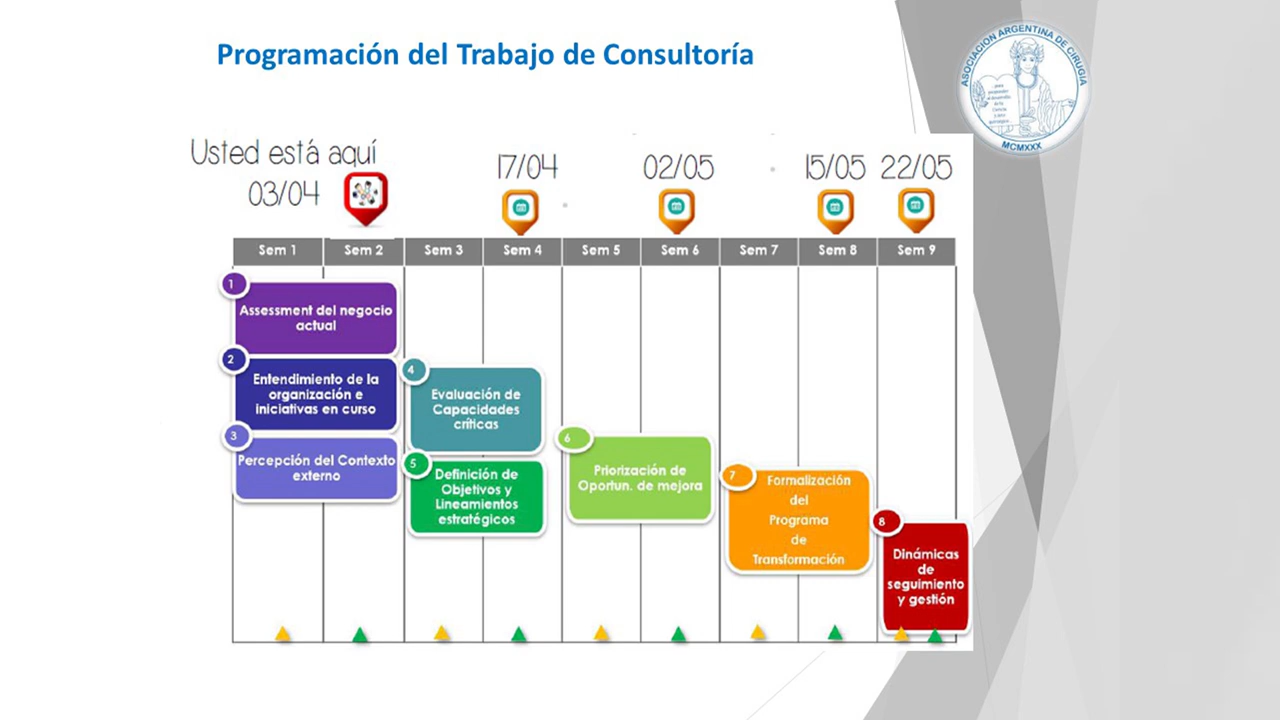 Programación del Trabajo de Consultoría
ASOCIACION ARGENTINA DE CIRUGIA
MCMXXX
Usted está aquí
03/04
17/04
02/05
15/05
22/05
Sem 1
Sem 2
Sem 3
Sem 4
Sem 5
Sem 6
Sem 7
Sem 8
Sem 9
1
Assessment del negocio
actual
2
Entendimiento de la
organización e
iniciativas en curso
3
Percepción del Contexto
externo
4
Evaluación de
Capacidades
críticas
5
Definición de
Objetivos y
Lineamientos
estratégicos
6
Priorización de
Oportun. de mejora
7
Formalización
del
Programa
de
Transformación
8
Dinámicas
de
seguimiento
y gestión